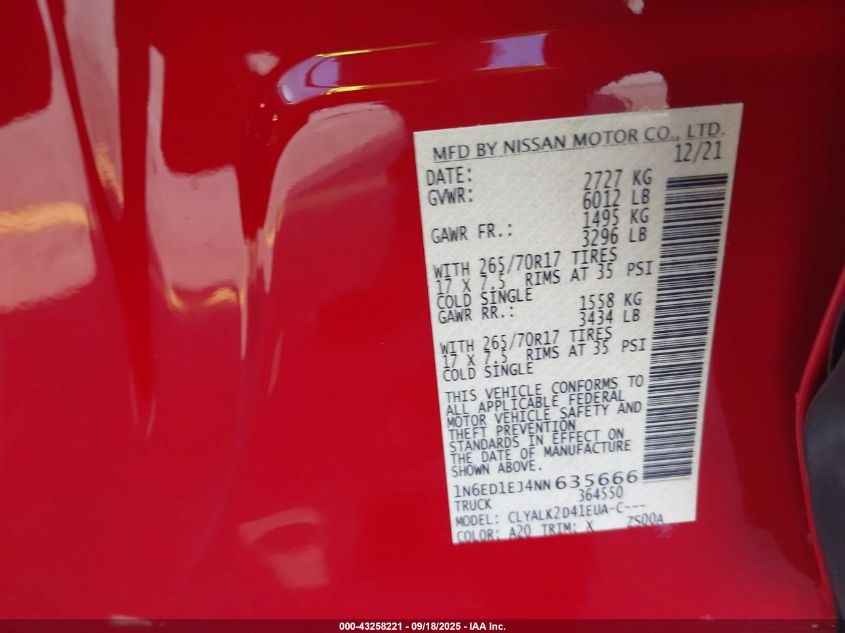 MFD BY NISSAN MOTOR CO., LTD.
DATE: 12/21
GVWR: 2727 KG
6012 LB
GAWR FR.: 1495 KG
3296 LB
WITH 265/70R17 TIRES
17 X 7.5 RIMS AT 35 PSI
COLD SINGLE
GAWR RR.: 1558 KG
3434 LB
WITH 265/70R17 TIRES
17 X 7.5 RIMS AT 35 PSI
COLD SINGLE
THIS VEHICLE CONFORMS TO
ALL APPLICABLE FEDERAL
MOTOR VEHICLE SAFETY AND
THEFT PREVENTION
STANDARDS IN EFFECT ON
THE DATE OF MANUFACTURE
SHOWN ABOVE.
1N6ED1EJ4NN635666
TRUCK 364550
MODEL: CLYALK2D41EUA-C---
COLOR: A20 TRIM: X ZS00A
000-43258221 - 09/18/2025 - IAA Inc.